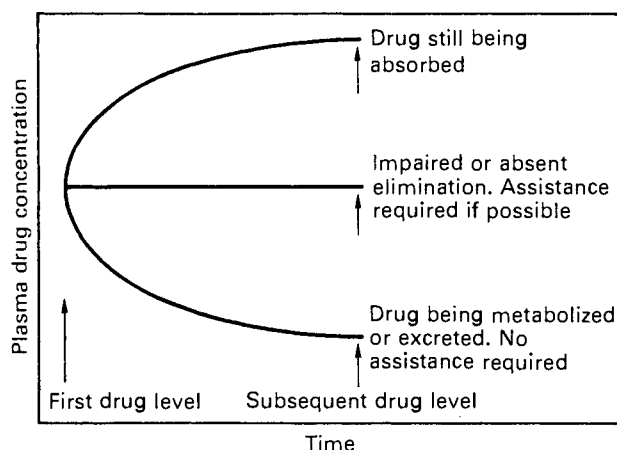 Drug still being
absorbed
Impaired or absent
elimination. Assistance
required if possible
Plasma drug concentration
Drug being metabolized
or excreted. No
assistance required
First drug level
Subsequent drug level
Time